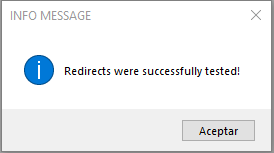 INFO MESSAGE
Redirects were successfully tested!
Aceptar